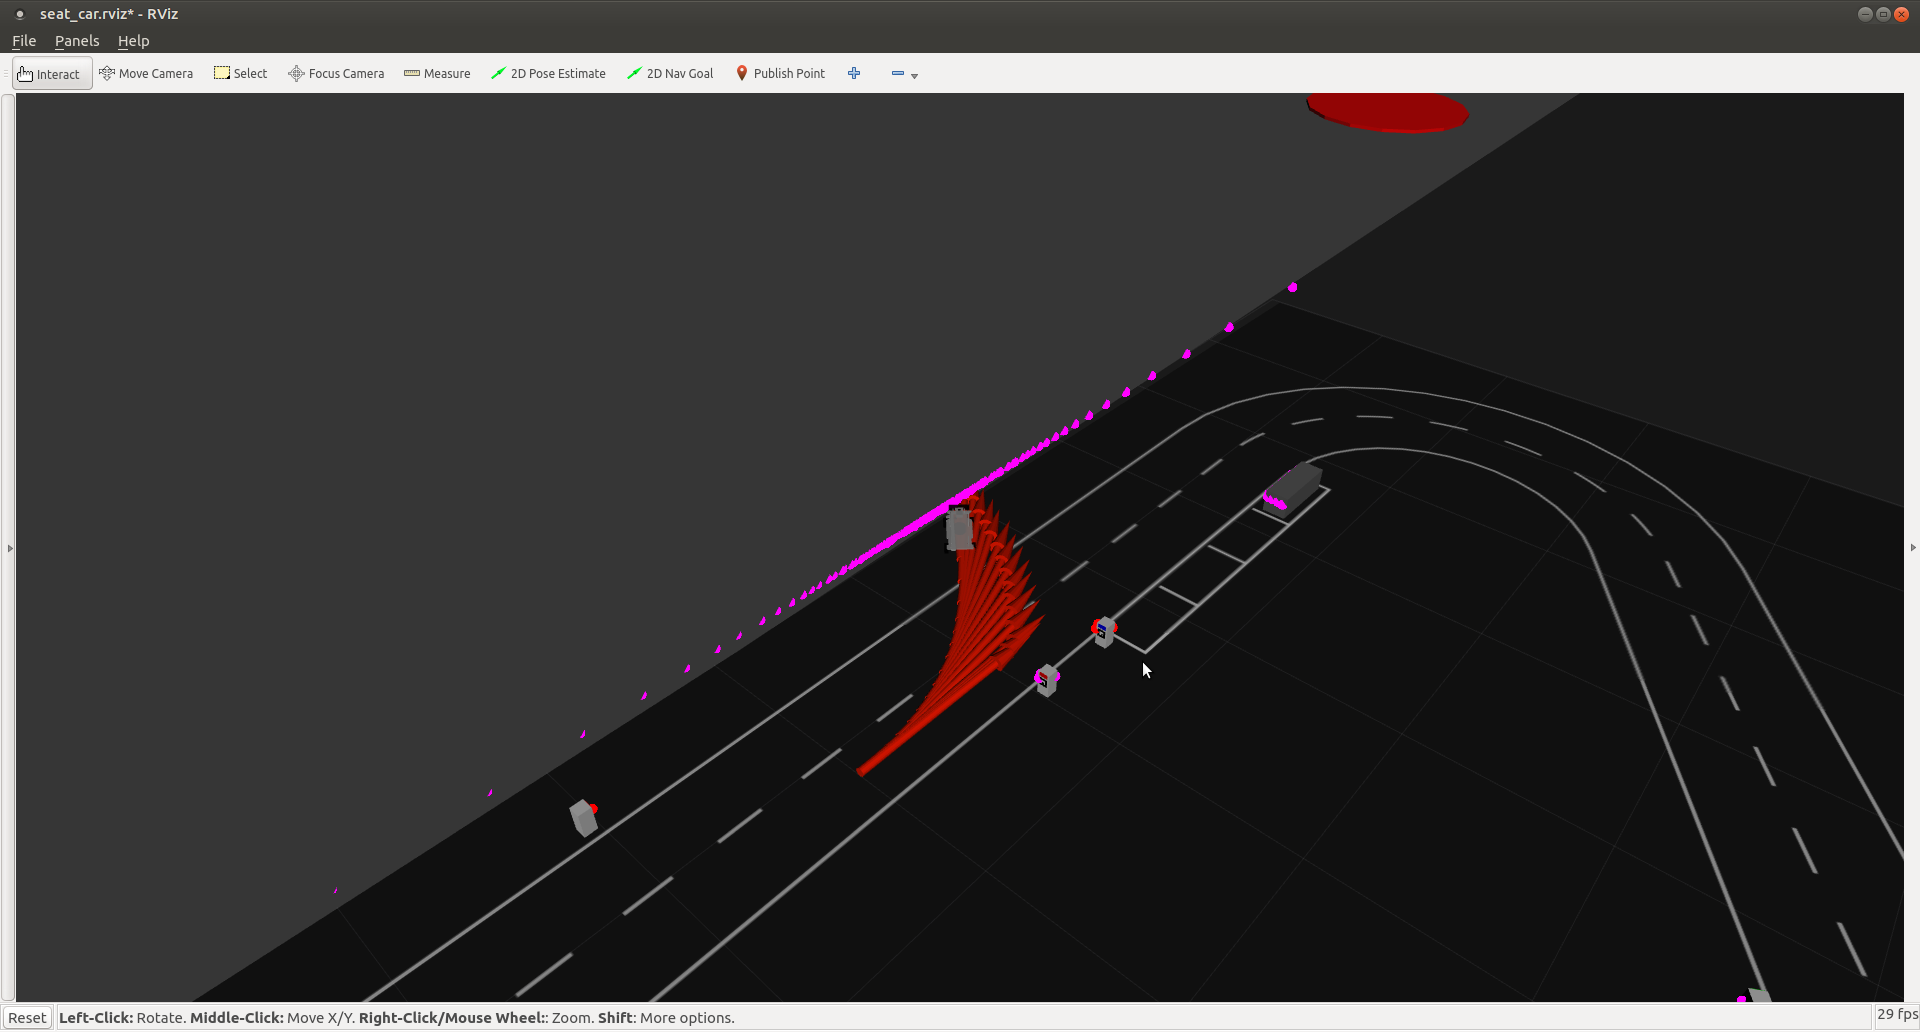 seat_car.rviz* - RViz
File Panels Help
Interact Move Camera Select Focus Camera Measure 2D Pose Estimate 2D Nav Goal Publish Point
Reset Left-Click: Rotate. Middle-Click: Move X/Y. Right-Click/Mouse Wheel:: Zoom. Shift: More options. 29 fps